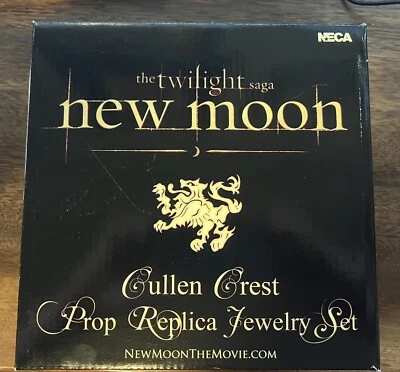 NECA
the twilight saga
new moon
Cullen Crest
Prop Replica Jewelry Set
NEWMOONTHEMOVIE.COM